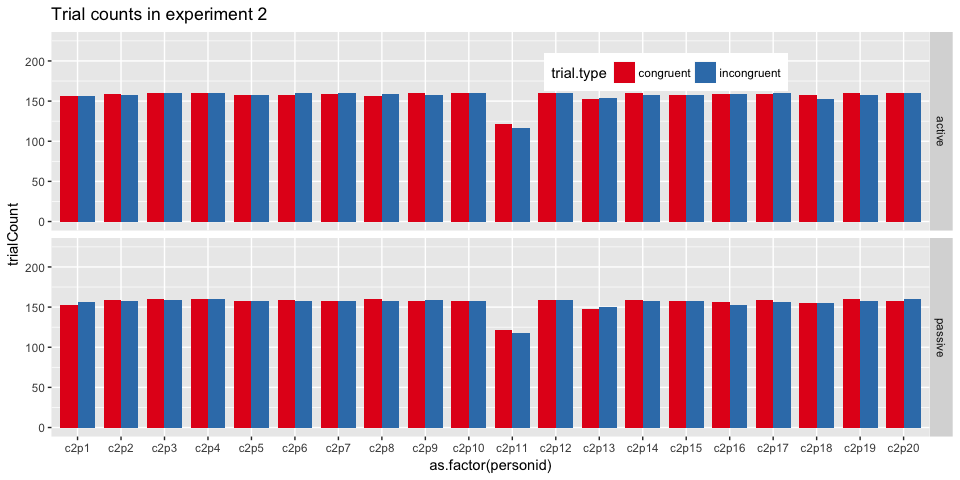 Trial counts in experiment 2
trial.type congruent incongruent
200
150
100
50
0
active
trialCount
200
150
100
50
0
passive
c2p1 c2p2 c2p3 c2p4 c2p5 c2p6 c2p7 c2p8 c2p9 c2p10 c2p11 c2p12 c2p13 c2p14 c2p15 c2p16 c2p17 c2p18 c2p19 c2p20
as.factor(personid)